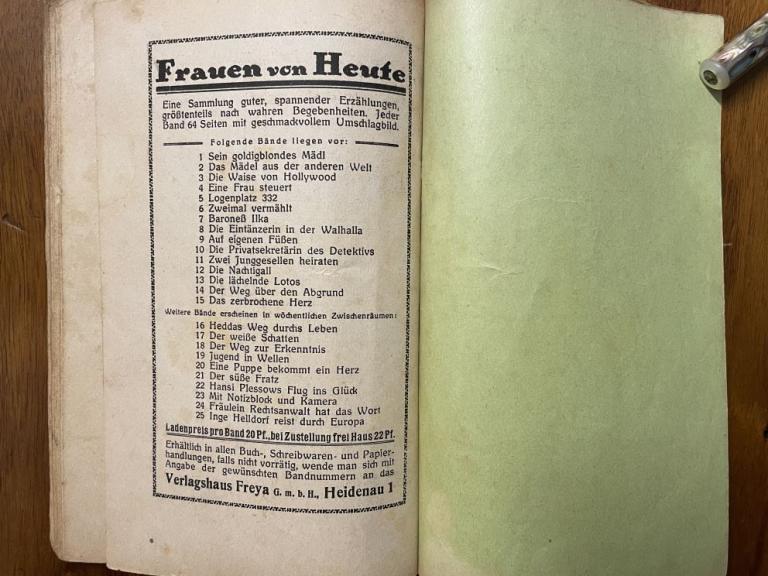 Frauen von Heute
Eine Sammlung guter, spannender Erzählungen,
größtenteils nach wahren Begebenheiten. Jeder
Band 64 Seiten mit geschmackvollem Umschlagbild.
Folgende Bände liegen vor:
1 Sein goldigblondes Mädl
2 Das Mädel aus der anderen Welt
3 Die Waise von Hollywood
4 Eine Frau steuert
5 Logenplatz 332
6 Zweimal vermählt
7 Baroneß Ilka
8 Die Eintänzerin in der Walhalla
9 Auf eigenen Füßen
10 Die Privatsekretärin des Detektivs
11 Zwei Junggesellen heiraten
12 Die Nachtigall
13 Die lächelnde Lotos
14 Der Weg über den Abgrund
15 Das zerbrochene Herz
Weitere Bände erscheinen in wöchentlichen Zwischenräumen:
16 Heddas Weg durchs Leben
17 Der weiße Schatten
18 Der Weg zur Erkenntnis
19 Jugend in Wellen
20 Eine Puppe bekommt ein Herz
21 Der süße Fratz
22 Hansi Plessows Flug ins Glück
23 Mit Notizblock und Kamera
24 Fräulein Rechtsanwalt hat das Wort
25 Inge Helldorf reist durch Europa
Ladenpreis pro Band 20 Pf., bei Zustellung frei Haus 22 Pf.
Erhältlich in allen Buch-, Schreibwaren- und Papier-
handlungen, falls nicht vorrätig, wende man sich mit
Angabe der gewünschten Bandnummern an das
Verlagshaus Freya G. m. b. H., Heidenau 1